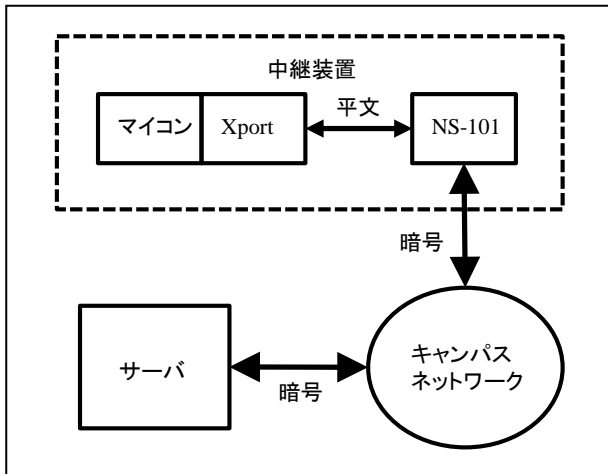 中継装置
マイコン
Xport
平文
NS-101
暗号
サーバ
暗号
キャンパス
ネットワーク